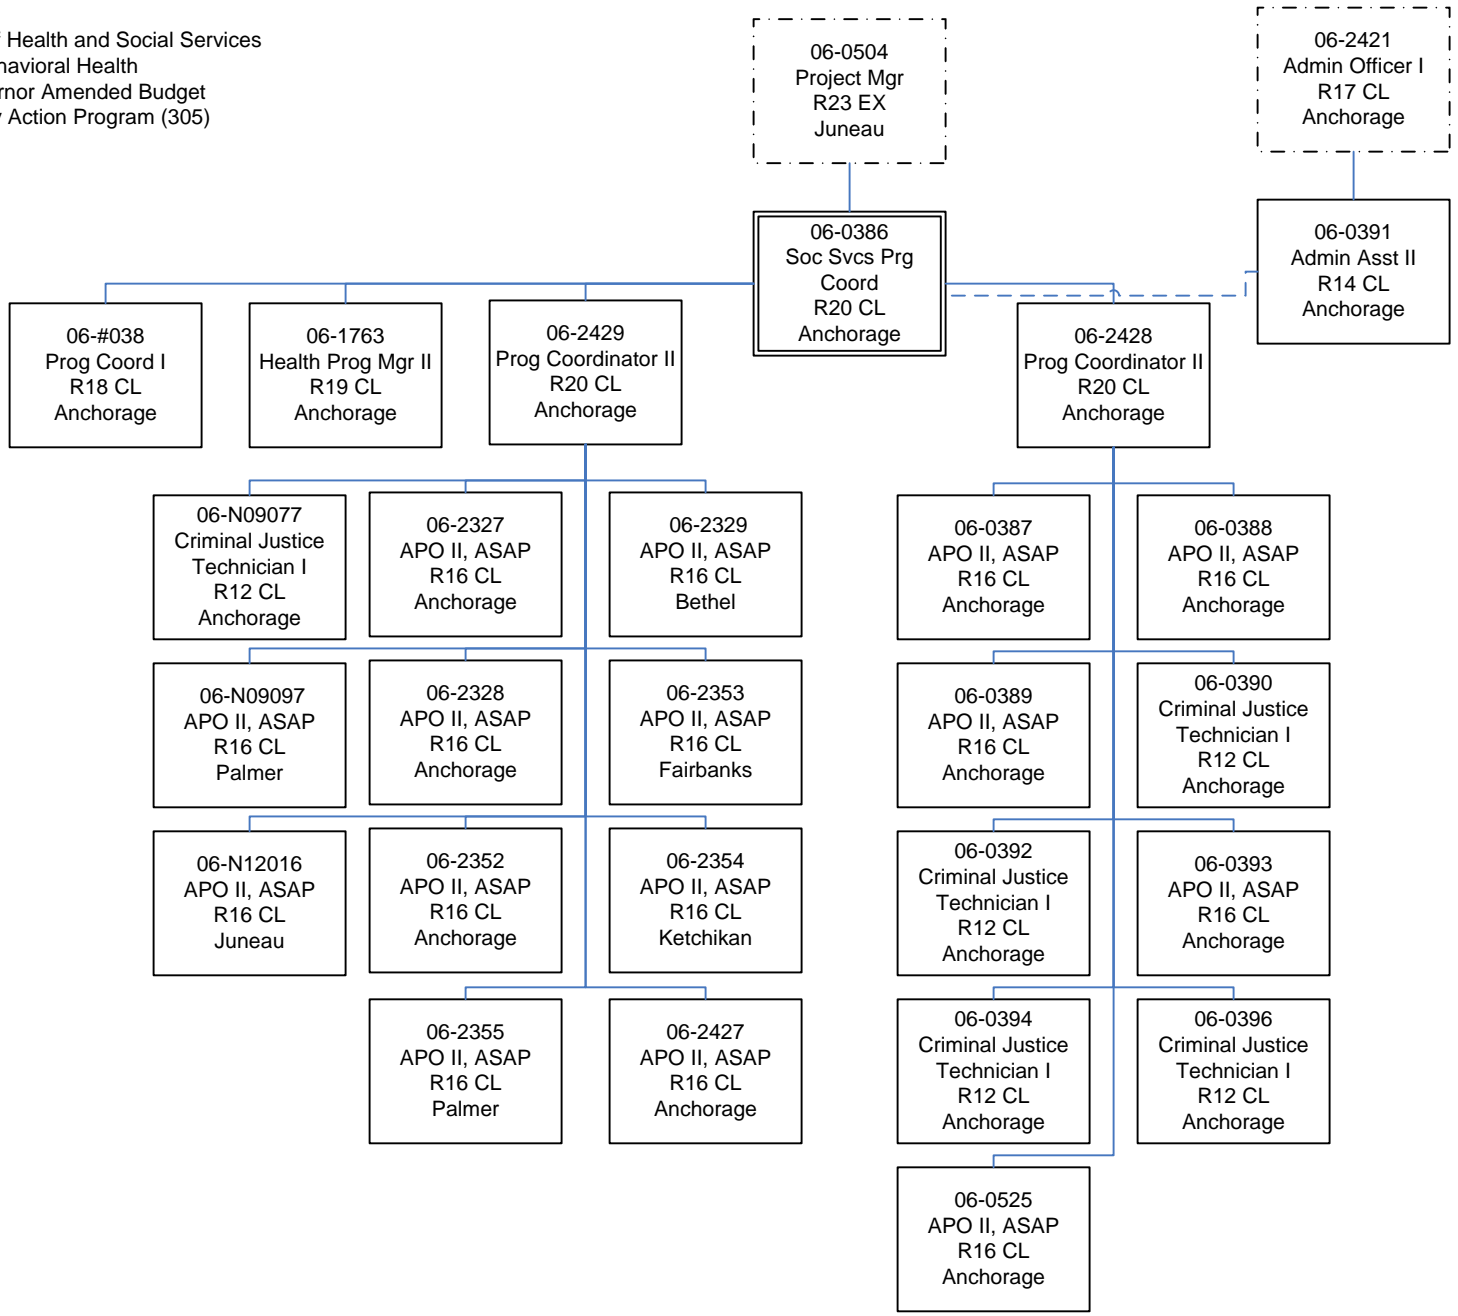 Health and Social Services
Behavioral Health
Amended Budget
Action Program (305)
06-0504
Project Mgr
R23 EX
Juneau
06-2421
Admin Officer I
R17 CL
Anchorage
06-0386
Soc Svcs Prg
Coord
R20 CL
Anchorage
06-0391
Admin Asst II
R14 CL
Anchorage
06-#038
Prog Coord I
R18 CL
Anchorage
06-1763
Health Prog Mgr II
R19 CL
Anchorage
06-2429
Prog Coordinator II
R20 CL
Anchorage
06-2428
Prog Coordinator II
R20 CL
Anchorage
06-N09077
Criminal Justice
Technician I
R12 CL
Anchorage
06-2327
APO II, ASAP
R16 CL
Anchorage
06-2329
APO II, ASAP
R16 CL
Bethel
06-0387
APO II, ASAP
R16 CL
Anchorage
06-0388
APO II, ASAP
R16 CL
Anchorage
06-N09097
APO II, ASAP
R16 CL
Palmer
06-2328
APO II, ASAP
R16 CL
Anchorage
06-2353
APO II, ASAP
R16 CL
Fairbanks
06-0389
APO II, ASAP
R16 CL
Anchorage
06-0390
Criminal Justice
Technician I
R12 CL
Anchorage
06-N12016
APO II, ASAP
R16 CL
Juneau
06-2352
APO II, ASAP
R16 CL
Anchorage
06-2354
APO II, ASAP
R16 CL
Ketchikan
06-0392
Criminal Justice
Technician I
R12 CL
Anchorage
06-0393
APO II, ASAP
R16 CL
Anchorage
06-2355
APO II, ASAP
R16 CL
Palmer
06-2427
APO II, ASAP
R16 CL
Anchorage
06-0394
Criminal Justice
Technician I
R12 CL
Anchorage
06-0396
Criminal Justice
Technician I
R12 CL
Anchorage
06-0525
APO II, ASAP
R16 CL
Anchorage